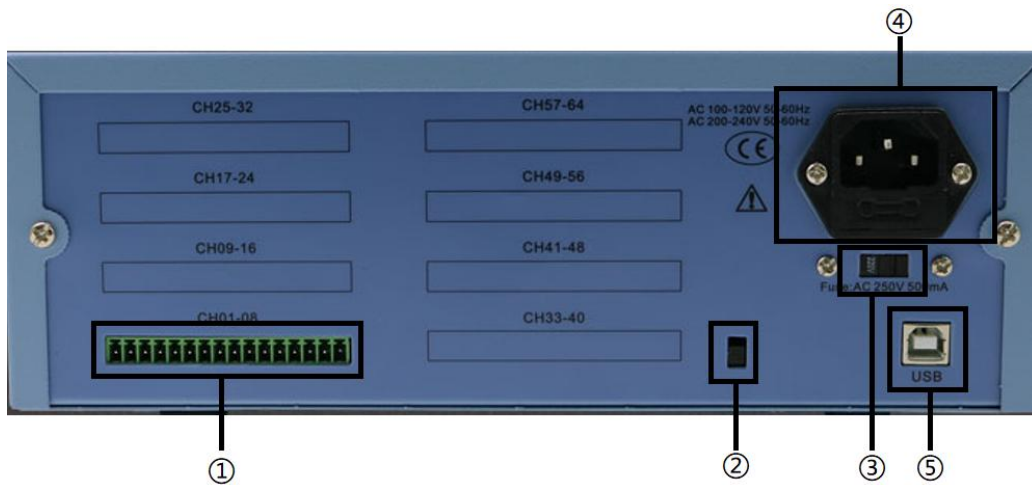 ④
CH25-32
CH57-64
AC 100-120V 50-60Hz
AC 200-240V 50-60Hz
CE
CH17-24
CH49-56
CH09-16
CH41-48
Fuse:AC 250V 500mA
CH01-08
CH33-40
USB
①
②
③
⑤